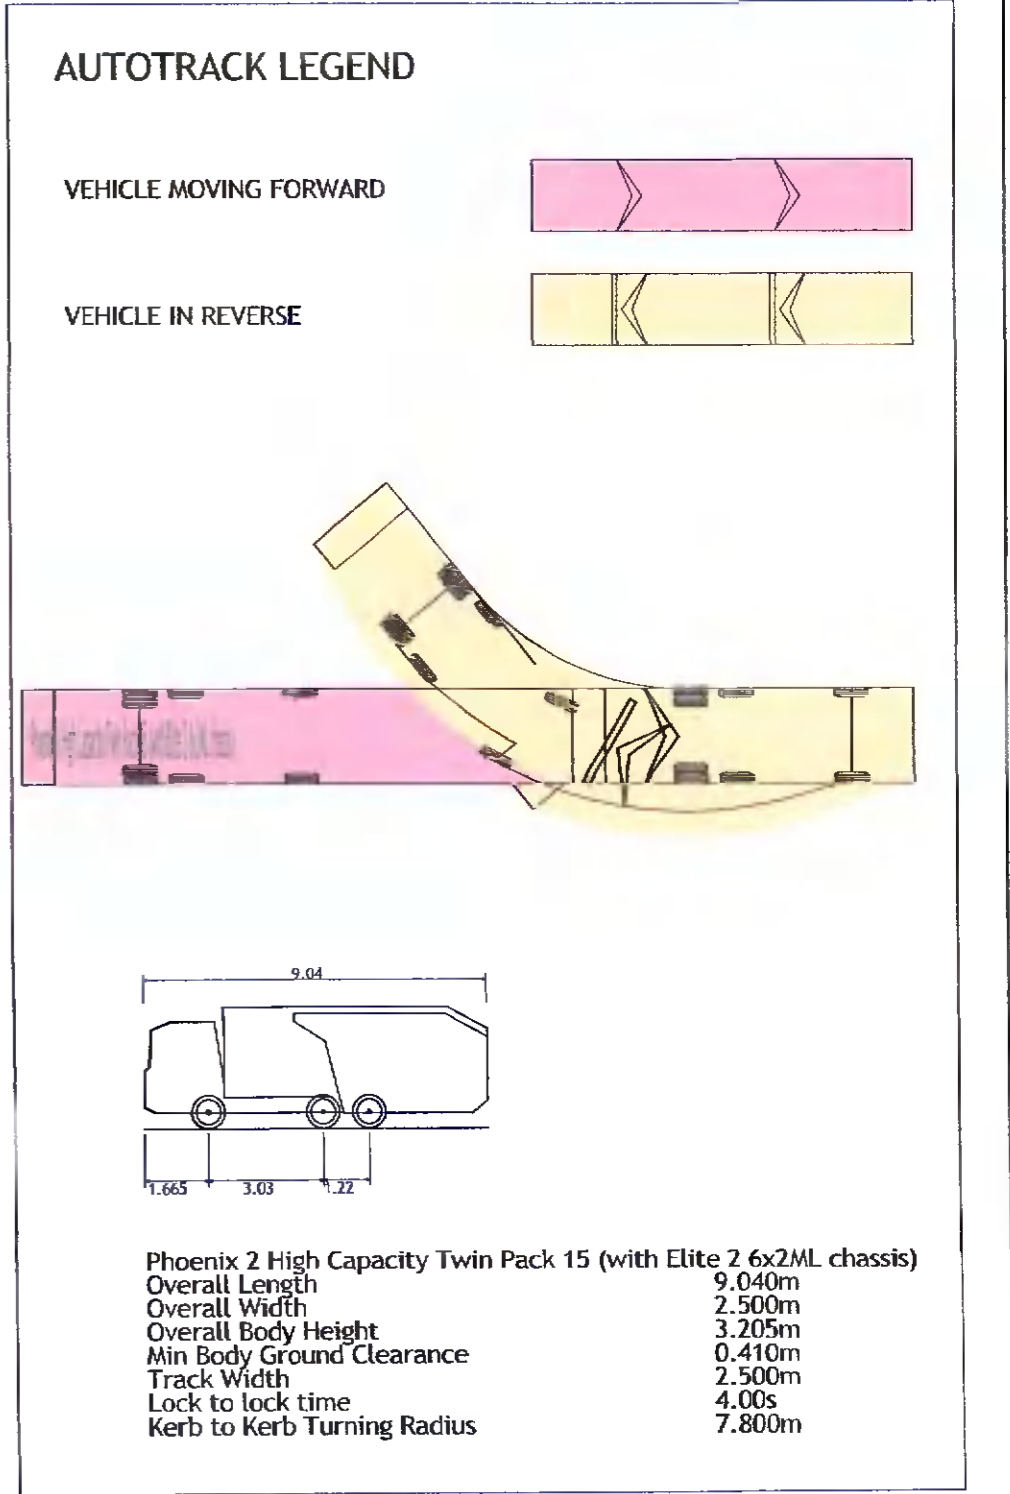 AUTOTRACK LEGEND
VEHICLE MOVING FORWARD
VEHICLE IN REVERSE
9.04
1.665 3.03 1.22
Phoenix 2 High Capacity Twin Pack 15 (with Elite 2 6x2ML chassis)
Overall Length 9.040m
Overall Width 2.500m
Overall Body Height 3.205m
Min Body Ground Clearance 0.410m
Track Width 2.500m
Lock to lock time 4.00s
Kerb to Kerb Turning Radius 7.800m